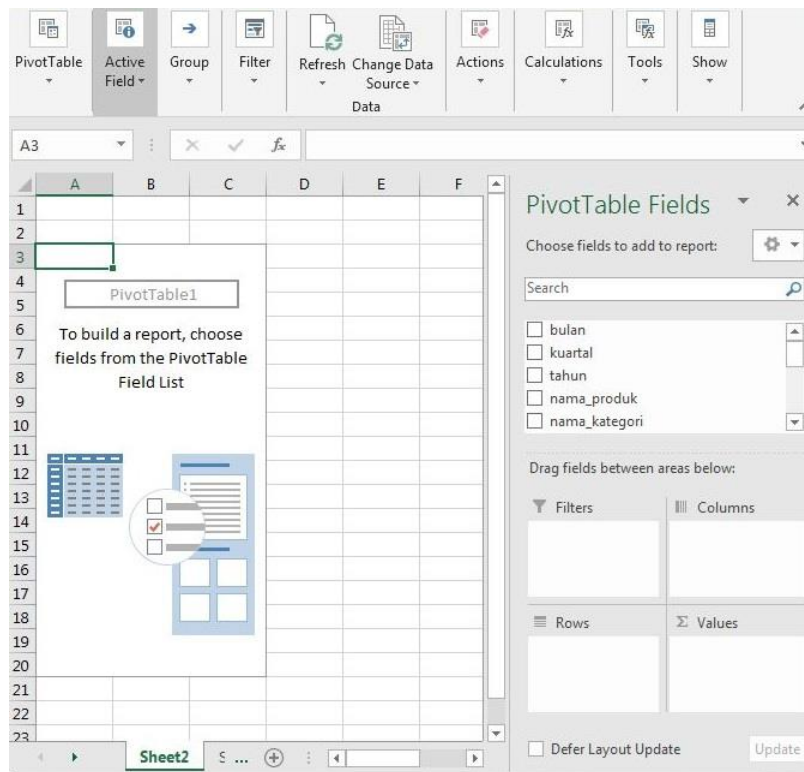 PivotTable
Active
Field
Group
Filter
Refresh
Change Data
Source
Data
Actions
Calculations
Tools
Show
A3
fx
A B C D E F
1
2
3
4
5
6
7
8
9
10
11
12
13
14
15
16
17
18
19
20
21
22
23
PivotTable1
To build a report, choose
fields from the PivotTable
Field List
Sheet2 S ...
PivotTable Fields
Choose fields to add to report:
Search
bulan
kuartal
tahun
nama_produk
nama_kategori
Drag fields between areas below:
Filters
Columns
Rows
Σ Values
Defer Layout Update
Update